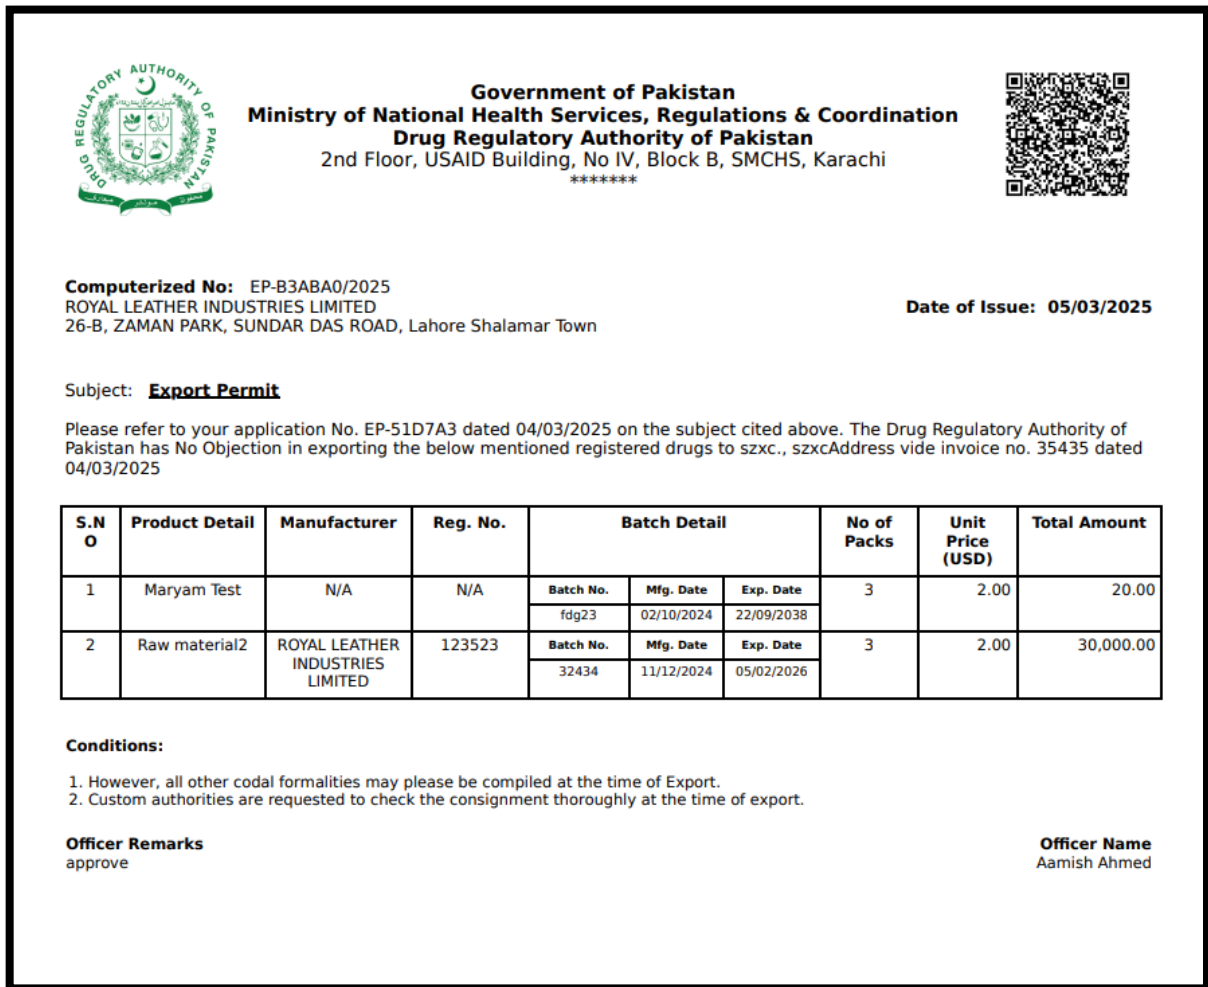 DRUG REGULATORY AUTHORITY OF PAKISTAN
Government of Pakistan
Ministry of National Health Services, Regulations & Coordination
Drug Regulatory Authority of Pakistan
2nd Floor, USAID Building, No IV, Block B, SMCHS, Karachi
*******
Computerized No: EP-B3ABA0/2025
ROYAL LEATHER INDUSTRIES LIMITED
Date of Issue: 05/03/2025
26-B, ZAMAN PARK, SUNDAR DAS ROAD, Lahore Shalamar Town
Subject: Export Permit
Please refer to your application No. EP-51D7A3 dated 04/03/2025 on the subject cited above. The Drug Regulatory Authority of
Pakistan has No Objection in exporting the below mentioned registered drugs to szxc., szxcAddress vide invoice no. 35435 dated
04/03/2025
S.N
O
Product Detail
Manufacturer
Reg. No.
Batch Detail
No of
Packs
Unit
Price
(USD)
Total Amount
1
Maryam Test
N/A
N/A
Batch No. Mfg. Date Exp. Date
fdg23 02/10/2024 22/09/2038
3
2.00
20.00
2
Raw material2
ROYAL LEATHER
INDUSTRIES
LIMITED
123523
Batch No. Mfg. Date Exp. Date
32434 11/12/2024 05/02/2026
3
2.00
30,000.00
Conditions:
1. However, all other codal formalities may please be compiled at the time of Export.
2. Custom authorities are requested to check the consignment thoroughly at the time of export.
Officer Remarks
approve
Officer Name
Aamish Ahmed